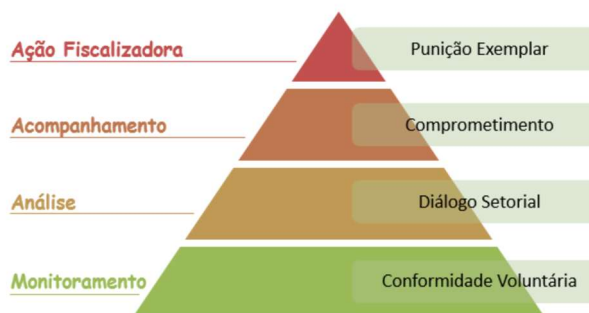 Ação Fiscalizadora
Punição Exemplar
Acompanhamento
Comprometimento
Análise
Diálogo Setorial
Monitoramento
Conformidade Voluntária